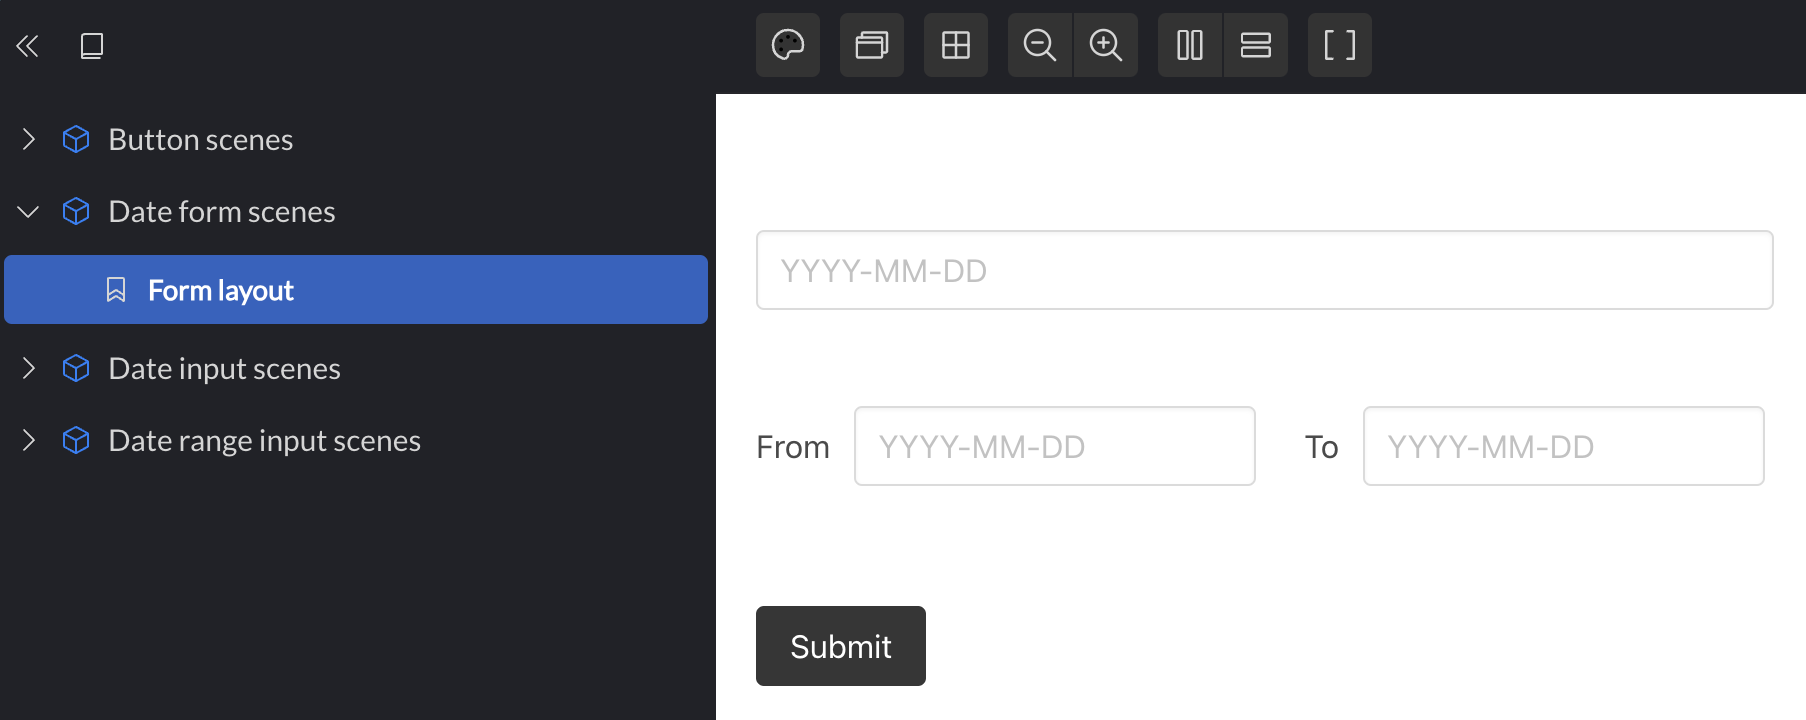 Button scenes
Date form scenes
Form layout
Date input scenes
Date range input scenes
YYYY-MM-DD
From YYYY-MM-DD To YYYY-MM-DD
Submit